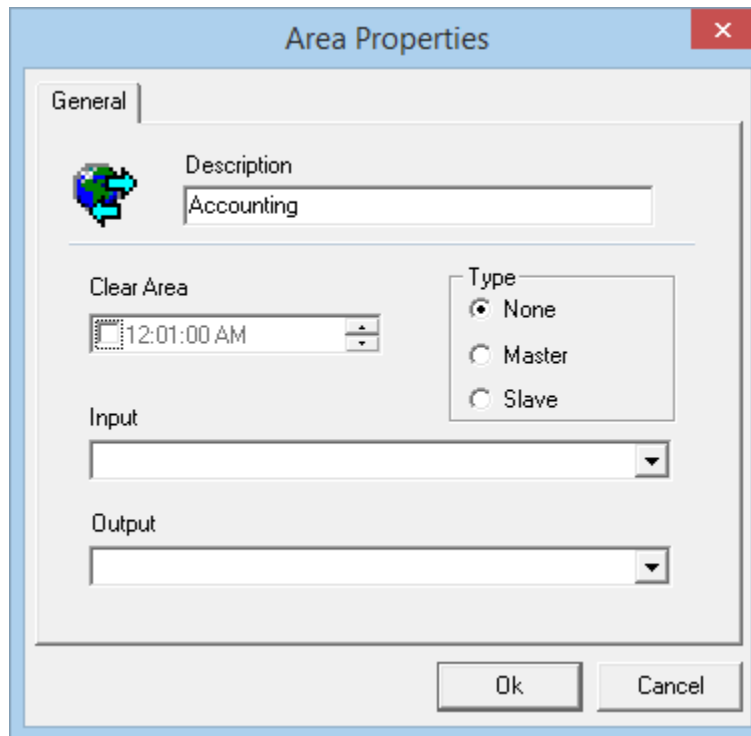 Area Properties
General
Description
Accounting
Clear Area
12:01:00 AM
Type
None
Master
Slave
Input
Output
Ok
Cancel